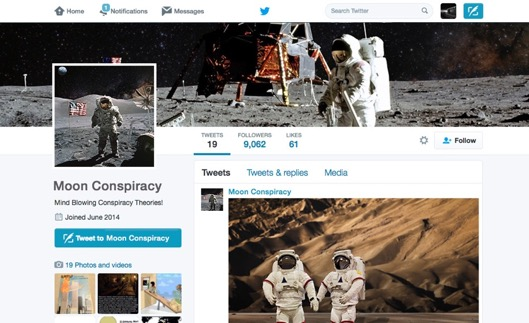 Home
Notifications
1
Messages
Search Twitter
TWEETS
19
FOLLOWERS
9,062
LIKES
61
Follow
Moon Conspiracy
Mind Blowing Conspiracy Theories!
Joined June 2014
Tweet to Moon Conspiracy
19 Photos and videos
Tweets
Tweets & replies
Media
Moon Conspiracy